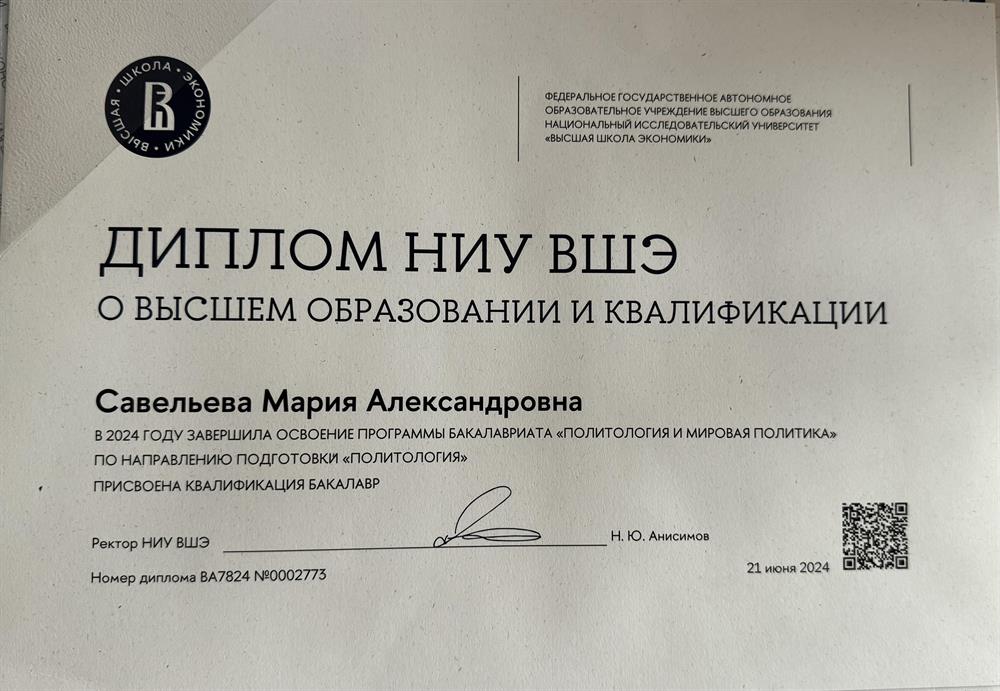 ВЫСШАЯ • ШКОЛА • ЭКОНОМИКИ •
ФЕДЕРАЛЬНОЕ ГОСУДАРСТВЕННОЕ АВТОНОМНОЕ
ОБРАЗОВАТЕЛЬНОЕ УЧРЕЖДЕНИЕ ВЫСШЕГО ОБРАЗОВАНИЯ
НАЦИОНАЛЬНЫЙ ИССЛЕДОВАТЕЛЬСКИЙ УНИВЕРСИТЕТ
«ВЫСШАЯ ШКОЛА ЭКОНОМИКИ»
ДИПЛОМ НИУ ВШЭ
О ВЫСШЕМ ОБРАЗОВАНИИ И КВАЛИФИКАЦИИ
Савельева Мария Александровна
В 2024 ГОДУ ЗАВЕРШИЛА ОСВОЕНИЕ ПРОГРАММЫ БАКАЛАВРИАТА «ПОЛИТОЛОГИЯ И МИРОВАЯ ПОЛИТИКА»
ПО НАПРАВЛЕНИЮ ПОДГОТОВКИ «ПОЛИТОЛОГИЯ»
ПРИСВОЕНА КВАЛИФИКАЦИЯ БАКАЛАВР
Ректор НИУ ВШЭ Н. Ю. Анисимов
21 июня 2024
Номер диплома ВА7824 №0002773